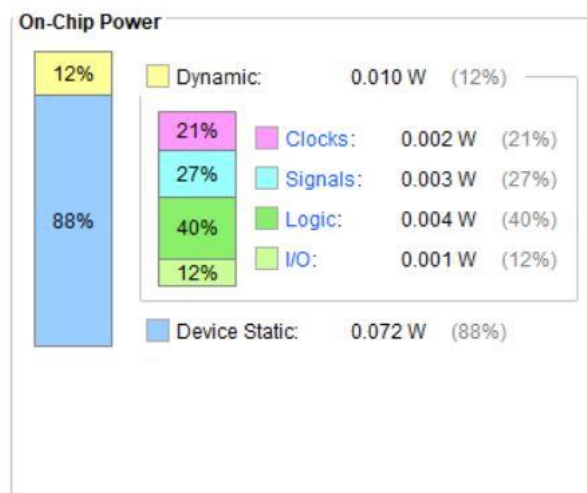 On-Chip Power
12% Dynamic: 0.010 W (12%)
21% Clocks: 0.002 W (21%)
27% Signals: 0.003 W (27%)
88% 40% Logic: 0.004 W (40%)
12% I/O: 0.001 W (12%)
Device Static: 0.072 W (88%)